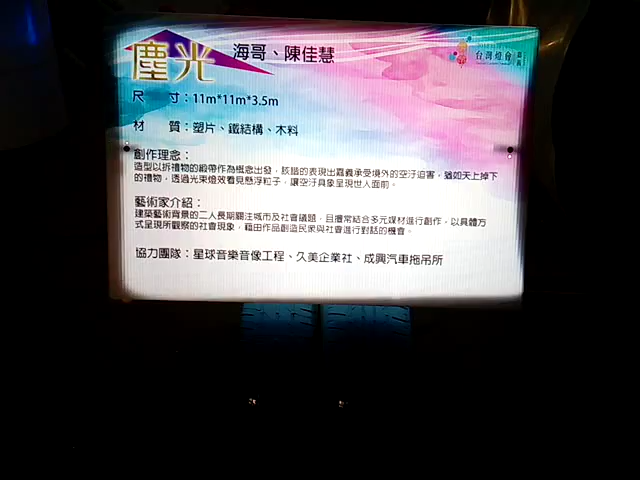 塵光 海哥、陳佳慧
台灣燈會 嘉義
尺 寸：11m*11m*3.5m
材 質：塑片、鐵結構、木料
創作理念：
造型以拆禮物的緞帶作為概念出發，詼諧的表現出嘉義承受境外的空汙迫害，猶如天上掉下
的禮物，透過光束燈效看見懸浮粒子，讓空汙具象呈現世人面前。
藝術家介紹：
建築藝術背景的二人長期關注城市及社會議題，且擅常結合多元媒材進行創作，以具體方
式呈現所觀察的社會現象，藉由作品創造民眾與社會進行對話的機會。
協力團隊：星球音樂音像工程、久美企業社、成興汽車拖吊所